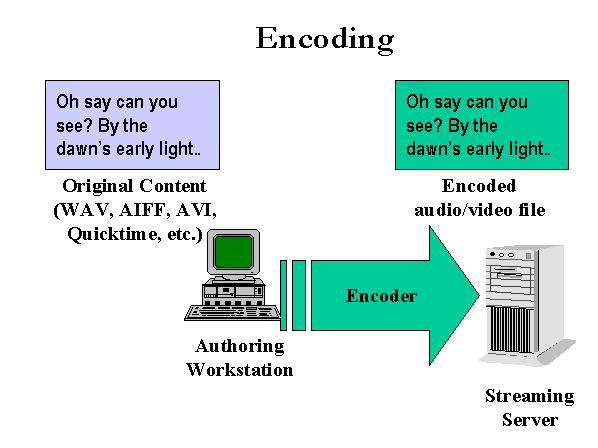 Encoding
Oh say can you
see? By the
dawn's early light..
Original Content
(WAV, AIFF, AVI,
Quicktime, etc.)
Oh say can you
see? By the
dawn's early light..
Encoded
audio/video file
Encoder
Authoring
Workstation
Streaming
Server